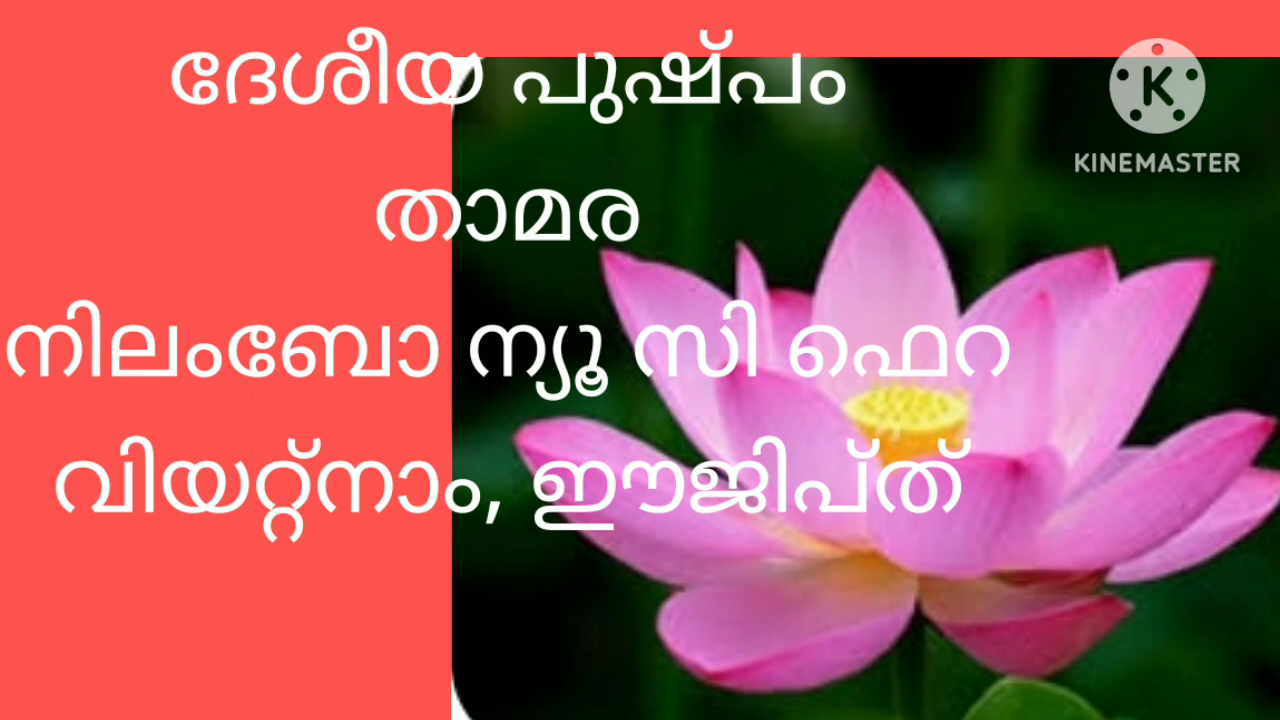 ദേശീയ പുഷ്പം
K
KINEMASTER
താമര
നിലംബോ ന്യൂ സി ഫെറ
വിയറ്റ്നാം, ഈജിപ്ത്